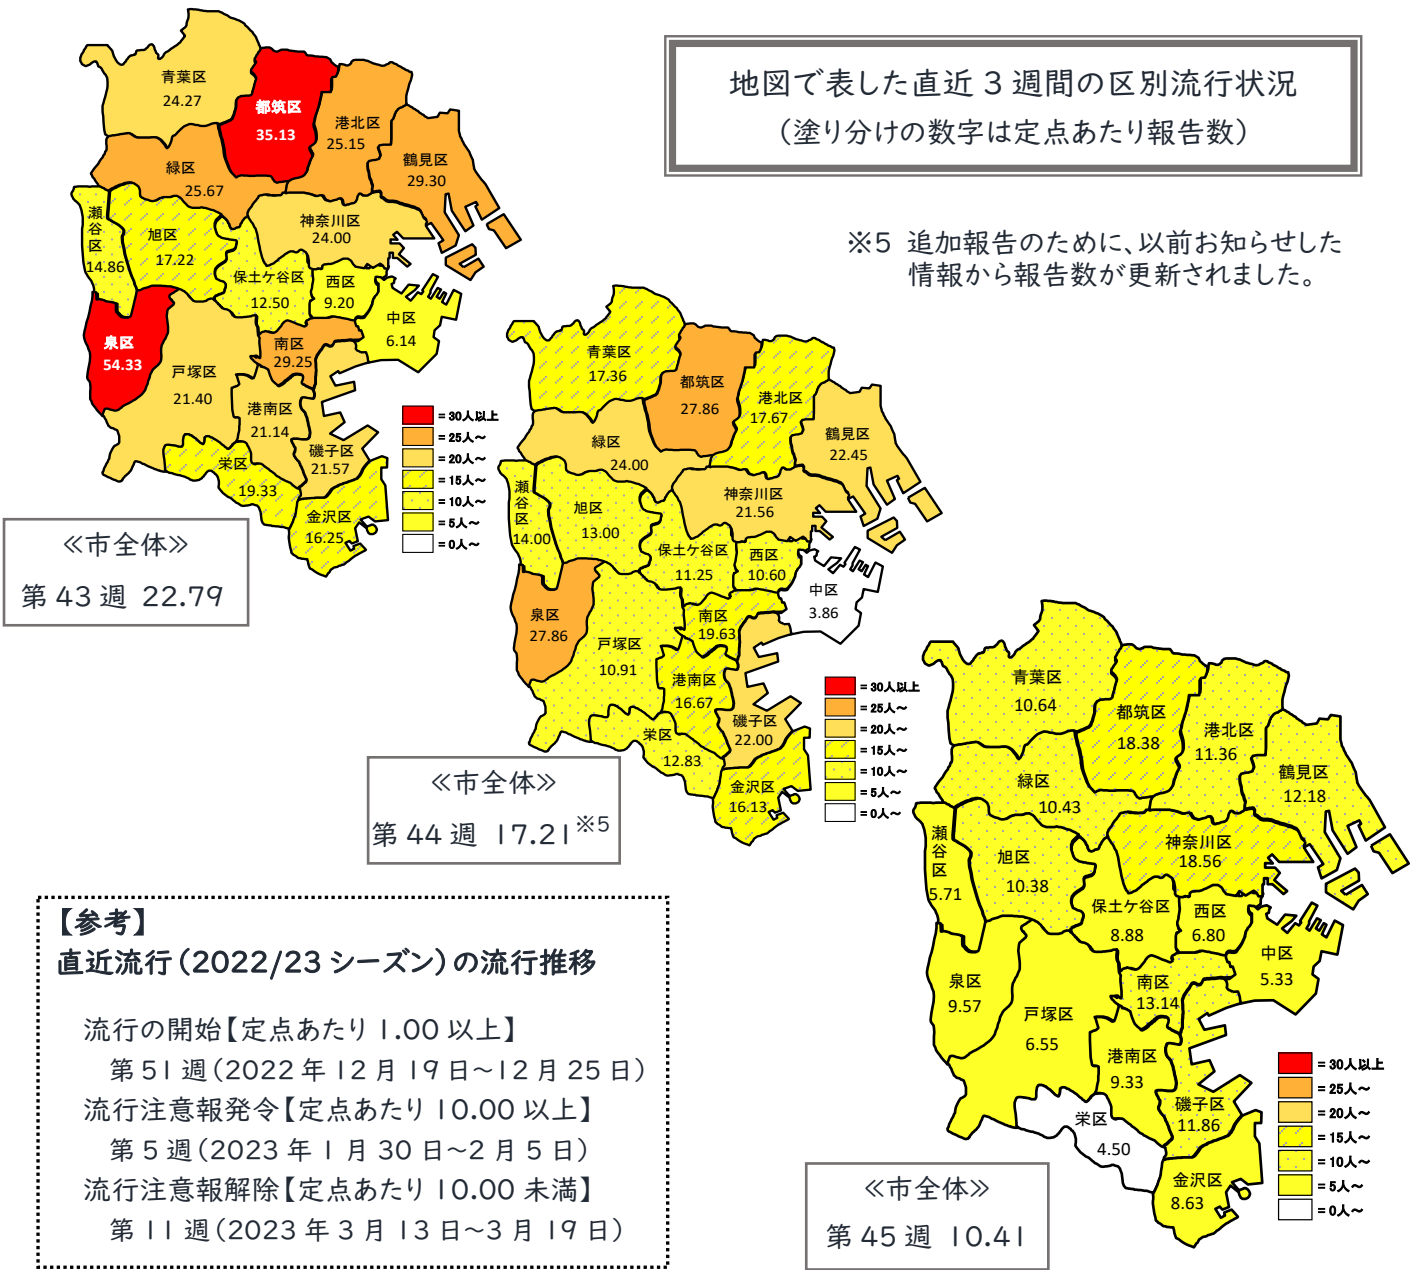 地図で表した直近3週間の区別流行状況
(塗り分けの数字は定点あたり報告数)
※5 追加報告のために、以前お知らせした
情報から報告数が更新されました。
青葉区
24.27
都筑区
35.13
港北区
25.15
鶴見区
29.30
緑区
25.67
瀬谷区
14.86
旭区
17.22
神奈川区
24.00
保土ケ谷区
12.50
西区
9.20
中区
6.14
泉区
54.33
戸塚区
21.40
南区
29.25
港南区
21.14
磯子区
21.57
栄区
19.33
金沢区
16.25
= 30人以上
= 25人~
= 20人~
= 15人~
= 10人~
= 5人~
= 0人~
≪市全体≫
第 43 週 22.79
青葉区
17.36
都筑区
27.86
港北区
17.67
鶴見区
22.45
緑区
24.00
瀬谷区
14.00
旭区
13.00
神奈川区
21.56
保土ケ谷区
11.25
西区
10.60
中区
3.86
泉区
27.86
戸塚区
10.91
南区
19.63
港南区
16.67
磯子区
22.00
栄区
12.83
金沢区
16.13
= 30人以上
= 25人~
= 20人~
= 15人~
= 10人~
= 5人~
= 0人~
≪市全体≫
第 44 週 17.21※5
青葉区
10.64
都筑区
18.38
港北区
11.36
鶴見区
12.18
緑区
10.43
瀬谷区
5.71
旭区
10.38
神奈川区
18.56
保土ケ谷区
8.88
西区
6.80
中区
5.33
泉区
9.57
戸塚区
6.55
南区
13.14
港南区
9.33
磯子区
11.86
栄区
4.50
金沢区
8.63
= 30人以上
= 25人~
= 20人~
= 15人~
= 10人~
= 5人~
= 0人~
≪市全体≫
第 45 週 10.41
【参考】
直近流行(2022/23 シーズン)の流行推移
流行の開始【定点あたり 1.00 以上】
第 51 週(2022 年 12 月 19 日~12 月 25 日)
流行注意報発令【定点あたり 10.00 以上】
第 5 週(2023 年 1 月 30 日~2 月 5 日)
流行注意報解除【定点あたり 10.00 未満】
第 11 週(2023 年 3 月 13 日~3 月 19 日)